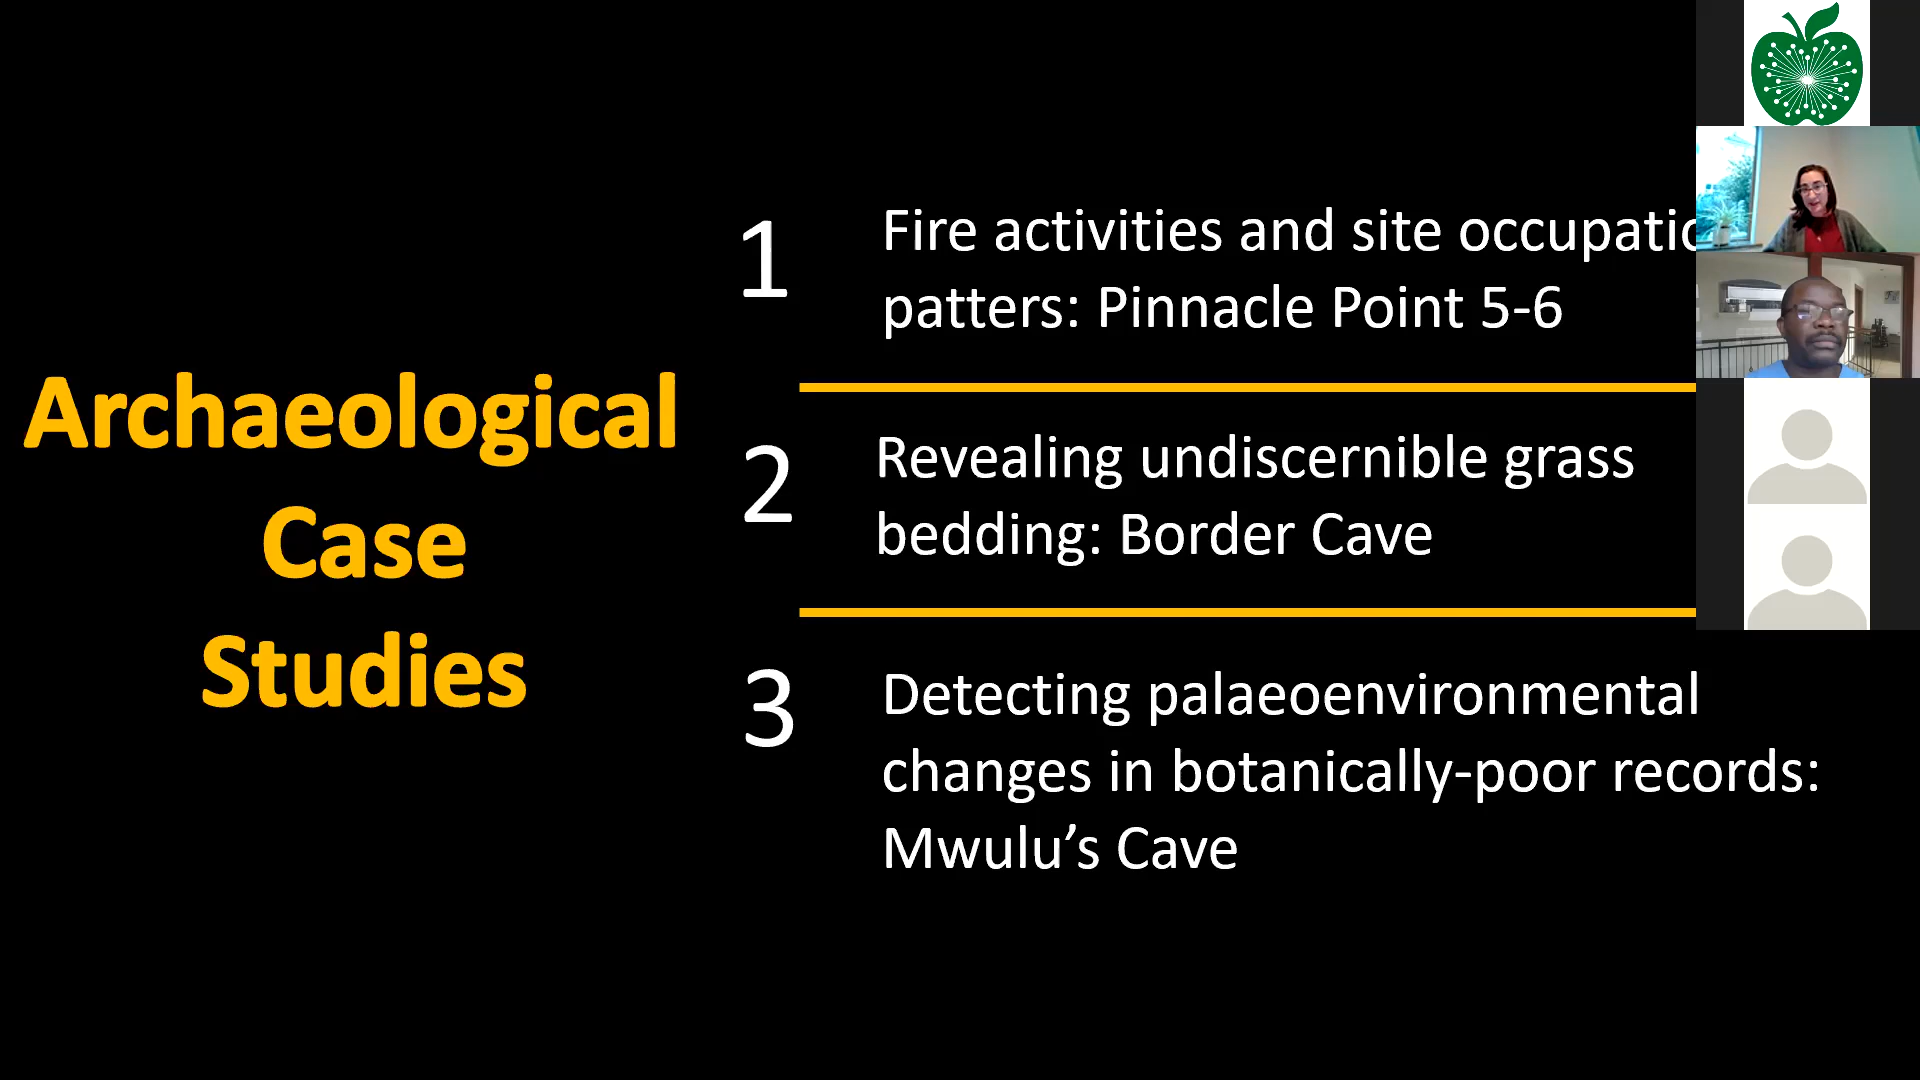 Archaeological
Case
Studies
1
Fire activities and site
patters: Pinnacle Point 5-6
2
Revealing undiscernible grass
bedding: Border Cave
3
Detecting palaeoenvironmental
changes in botanically-poor records:
Mwulu’s Cave